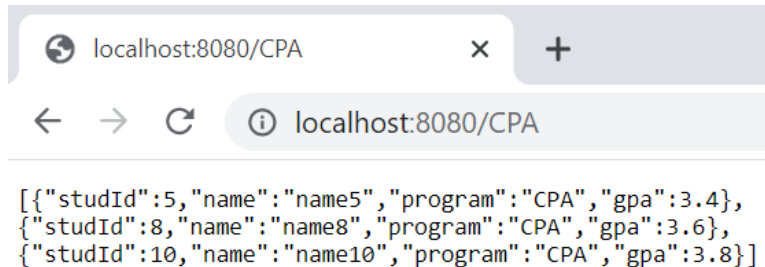 localhost:8080/CPA
localhost:8080/CPA
[{"studId":5,"name":"name5","program":"CPA","gpa":3.4},
{"studId":8,"name":"name8","program":"CPA","gpa":3.6},
{"studId":10,"name":"name10","program":"CPA","gpa":3.8}]